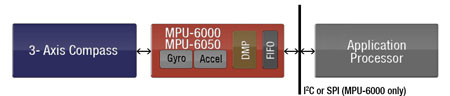 3- Axis Compass
MPU-6000
MPU-6050
Gyro
Accel
DMP
FIFO
Application
Processor
I²C or SPI (MPU-6000 only)